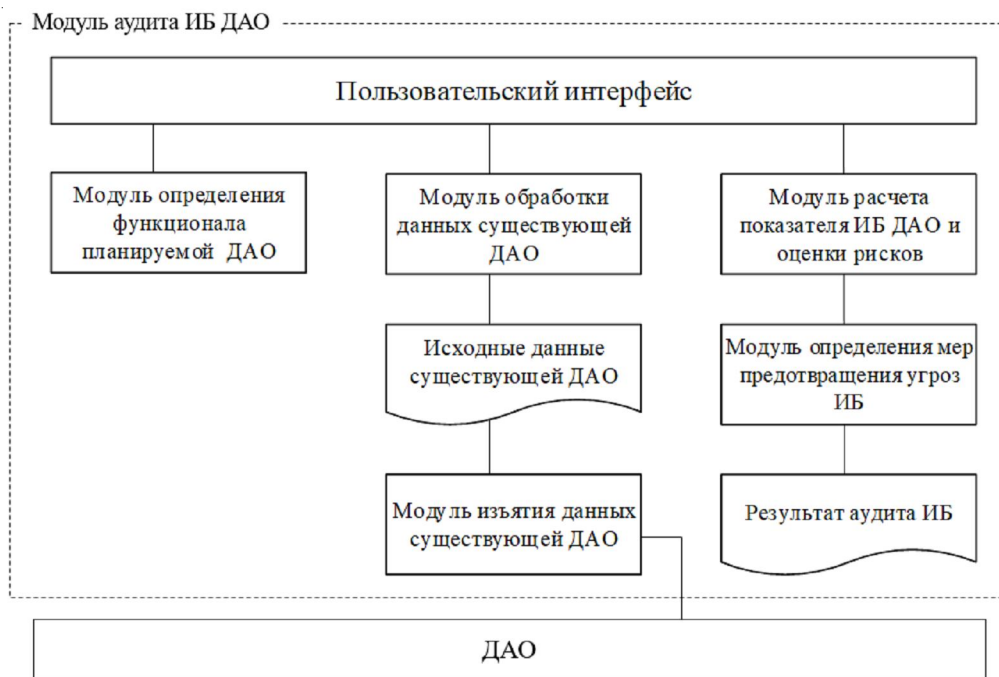 Модуль аудита ИБ ДАО
Пользовательский интерфейс
Модуль определения
функционала
планируемой ДАО
Модуль обработки
данных существующей
ДАО
Модуль расчета
показателя ИБ ДАО и
оценки рисков
Исходные данные
существующей ДАО
Модуль определения мер
предотвращения угроз
ИБ
Модуль изъятия данных
существующей ДАО
Результат аудита ИБ
ДАО